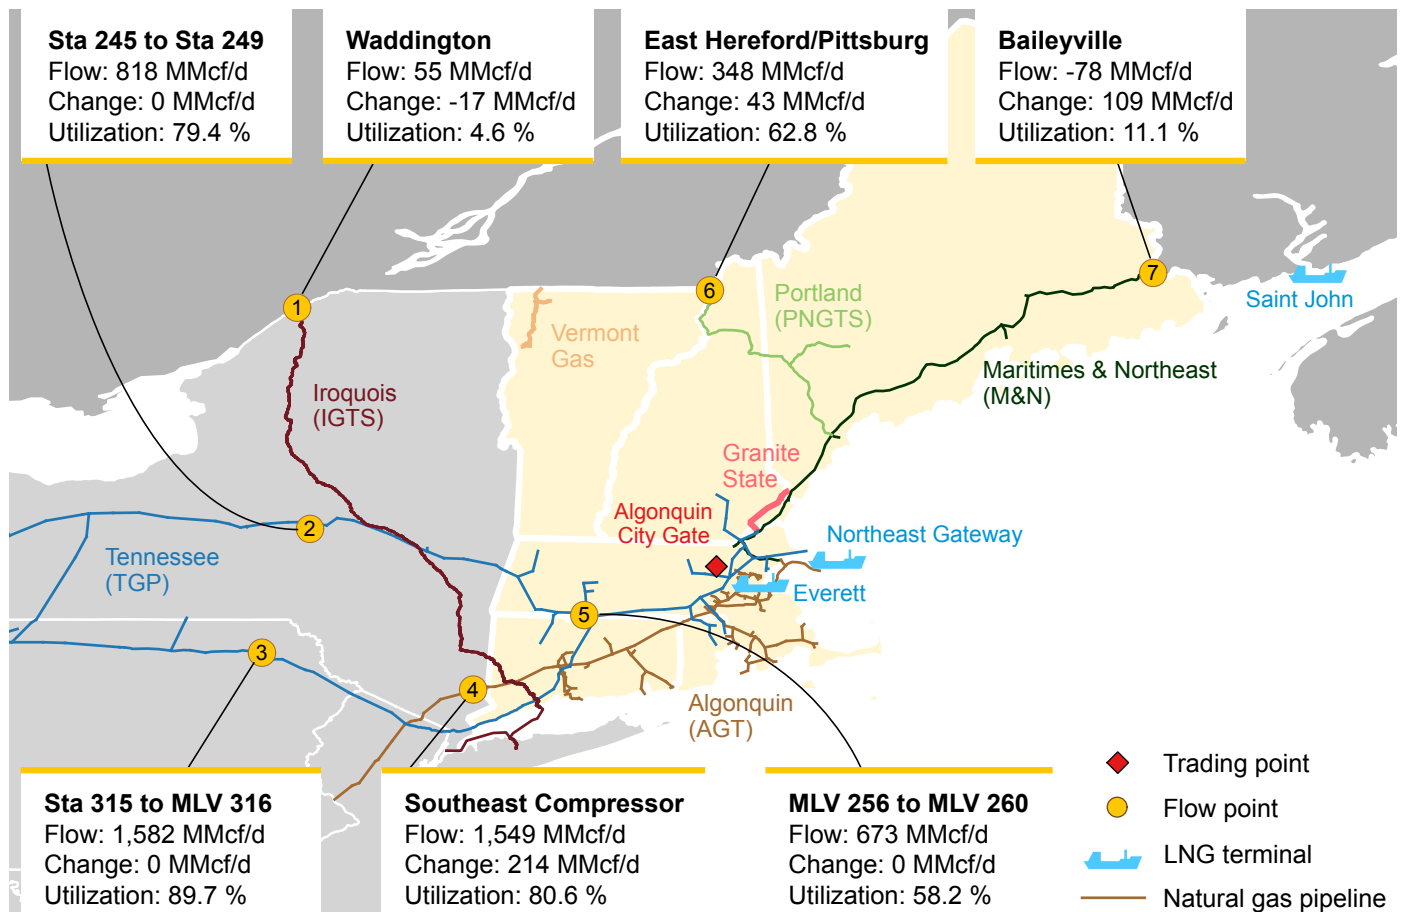 Sta 245 to Sta 249
Flow: 818 MMcf/d
Change: 0 MMcf/d
Utilization: 79.4 %
Waddington
Flow: 55 MMcf/d
Change: -17 MMcf/d
Utilization: 4.6 %
East Hereford/Pittsburg
Flow: 348 MMcf/d
Change: 43 MMcf/d
Utilization: 62.8 %
Baileyville
Flow: -78 MMcf/d
Change: 109 MMcf/d
Utilization: 11.1 %
1
6
7
Saint John
Portland
(PNGTS)
Vermont
Gas
Iroquois
(IGTS)
Maritimes & Northeast
(M&N)
Granite
State
Algonquin
City Gate
2
Northeast Gateway
Tennessee
(TGP)
Everett
5
3
4
Algonquin
(AGT)
Sta 315 to MLV 316
Flow: 1,582 MMcf/d
Change: 0 MMcf/d
Utilization: 89.7 %
Southeast Compressor
Flow: 1,549 MMcf/d
Change: 214 MMcf/d
Utilization: 80.6 %
MLV 256 to MLV 260
Flow: 673 MMcf/d
Change: 0 MMcf/d
Utilization: 58.2 %
Trading point
Flow point
LNG terminal
Natural gas pipeline